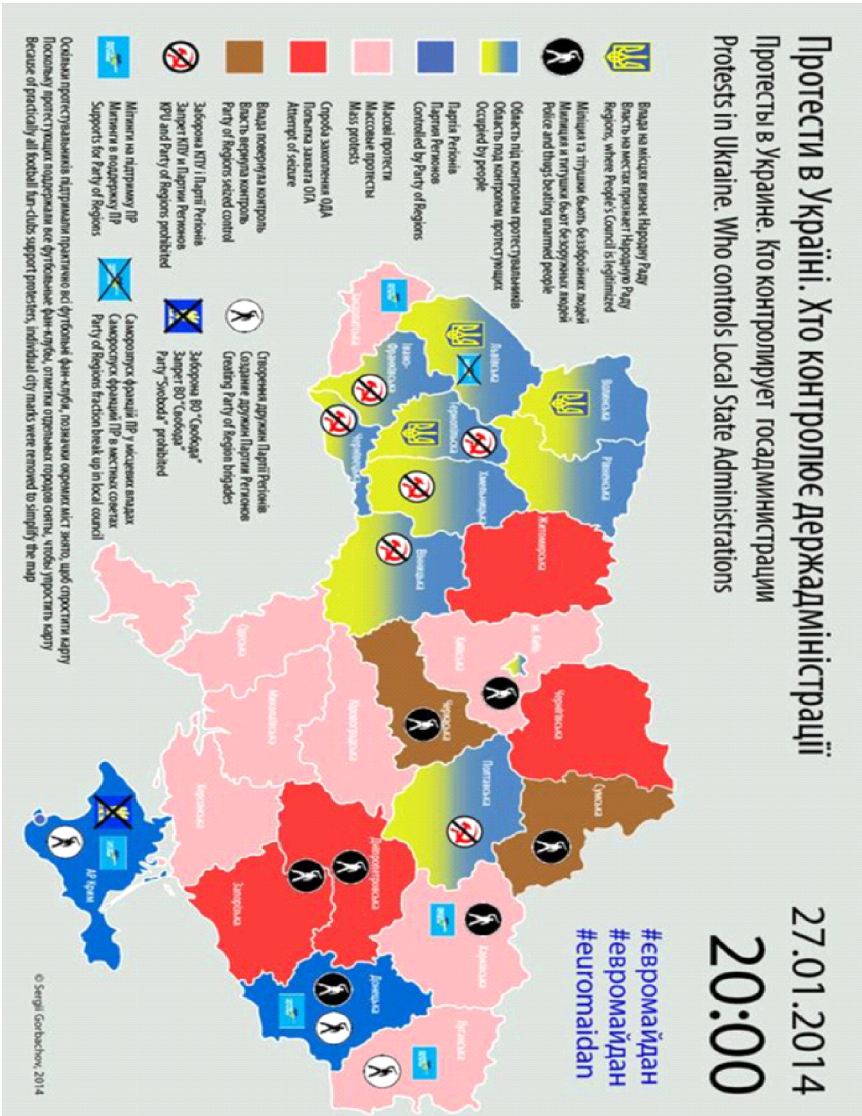 Протести в Україні. Хто контролює держадміністрації
Протесты в Украине. Кто контролирует госадминистрации
Protests in Ukraine. Who controls Local State Administrations
27.01.2014
20:00
#євромайдан
#евромайдан
#euromaidan
Влада на місцях визнає Народну Раду
Власть на местах признает Народную Раду
Regions, where People's Council is legitimized
Міліція та тітушки бьють беззбройних людей
Милиция и титушки бьют безоружных людей
Police and thugs beating unarmed people
Область під контролем протестувальників
Область под контролем протестующих
Occupied by people
Партія Регіонів
Партия Регионов
Controlled by Party of Regions
Масові протести
Массовые протесты
Mass protests
Спроба захоплення ОДА
Попытка захвата ОГА
Attempt of seizure
Влада повернула контроль
Власть вернула контроль
Party of Regions seized control
Заборона КПУ і Партії Регіонів
Запрет КПУ и Партии Регионов
KPU and Party of Regions prohibited
Мітинги на підтримку ПР
Митинги в поддержку ПР
Supports for Party of Regions
Створення дружин Партії Регіонів
Создание дружин Партии Регионов
Creating Party of Region brigades
Заборона ВО "Свобода"
Запрет ВО "Свобода"
Party "Svoboda" prohibited
Саморозпуск фракцій ПР у місцевих владах
Самороспуск фракций ПР в местных советах
Party of Regions fraction break up in local council
Волинська
Рівненська
Львівська
Тернопільська
Хмельницька
Івано-
Франківська
Закарпатська
Чернівецька
Житомирська
Вінницька
м. Київ
Київська
Чернігівська
Сумська
Черкаська
Полтавська
Харківська
Луганська
Кіровоградська
Дніпропетровська
Донецька
Одеська
Миколаївська
Запорізька
Херсонська
АР Крим
Оскільки протестувальників підтримали практично всі футбольні фан-клуби, позначки окремих міст знято, щоб спростити карту
Поскольку протестующих поддержали все футбольные фан-клубы, отметки отдельных городов сняты, чтобы упростить карту
Because of practically all football fun-clubs support protesters, individual city marks were removed to simplify the map
© Sergii Gorbachov, 2014